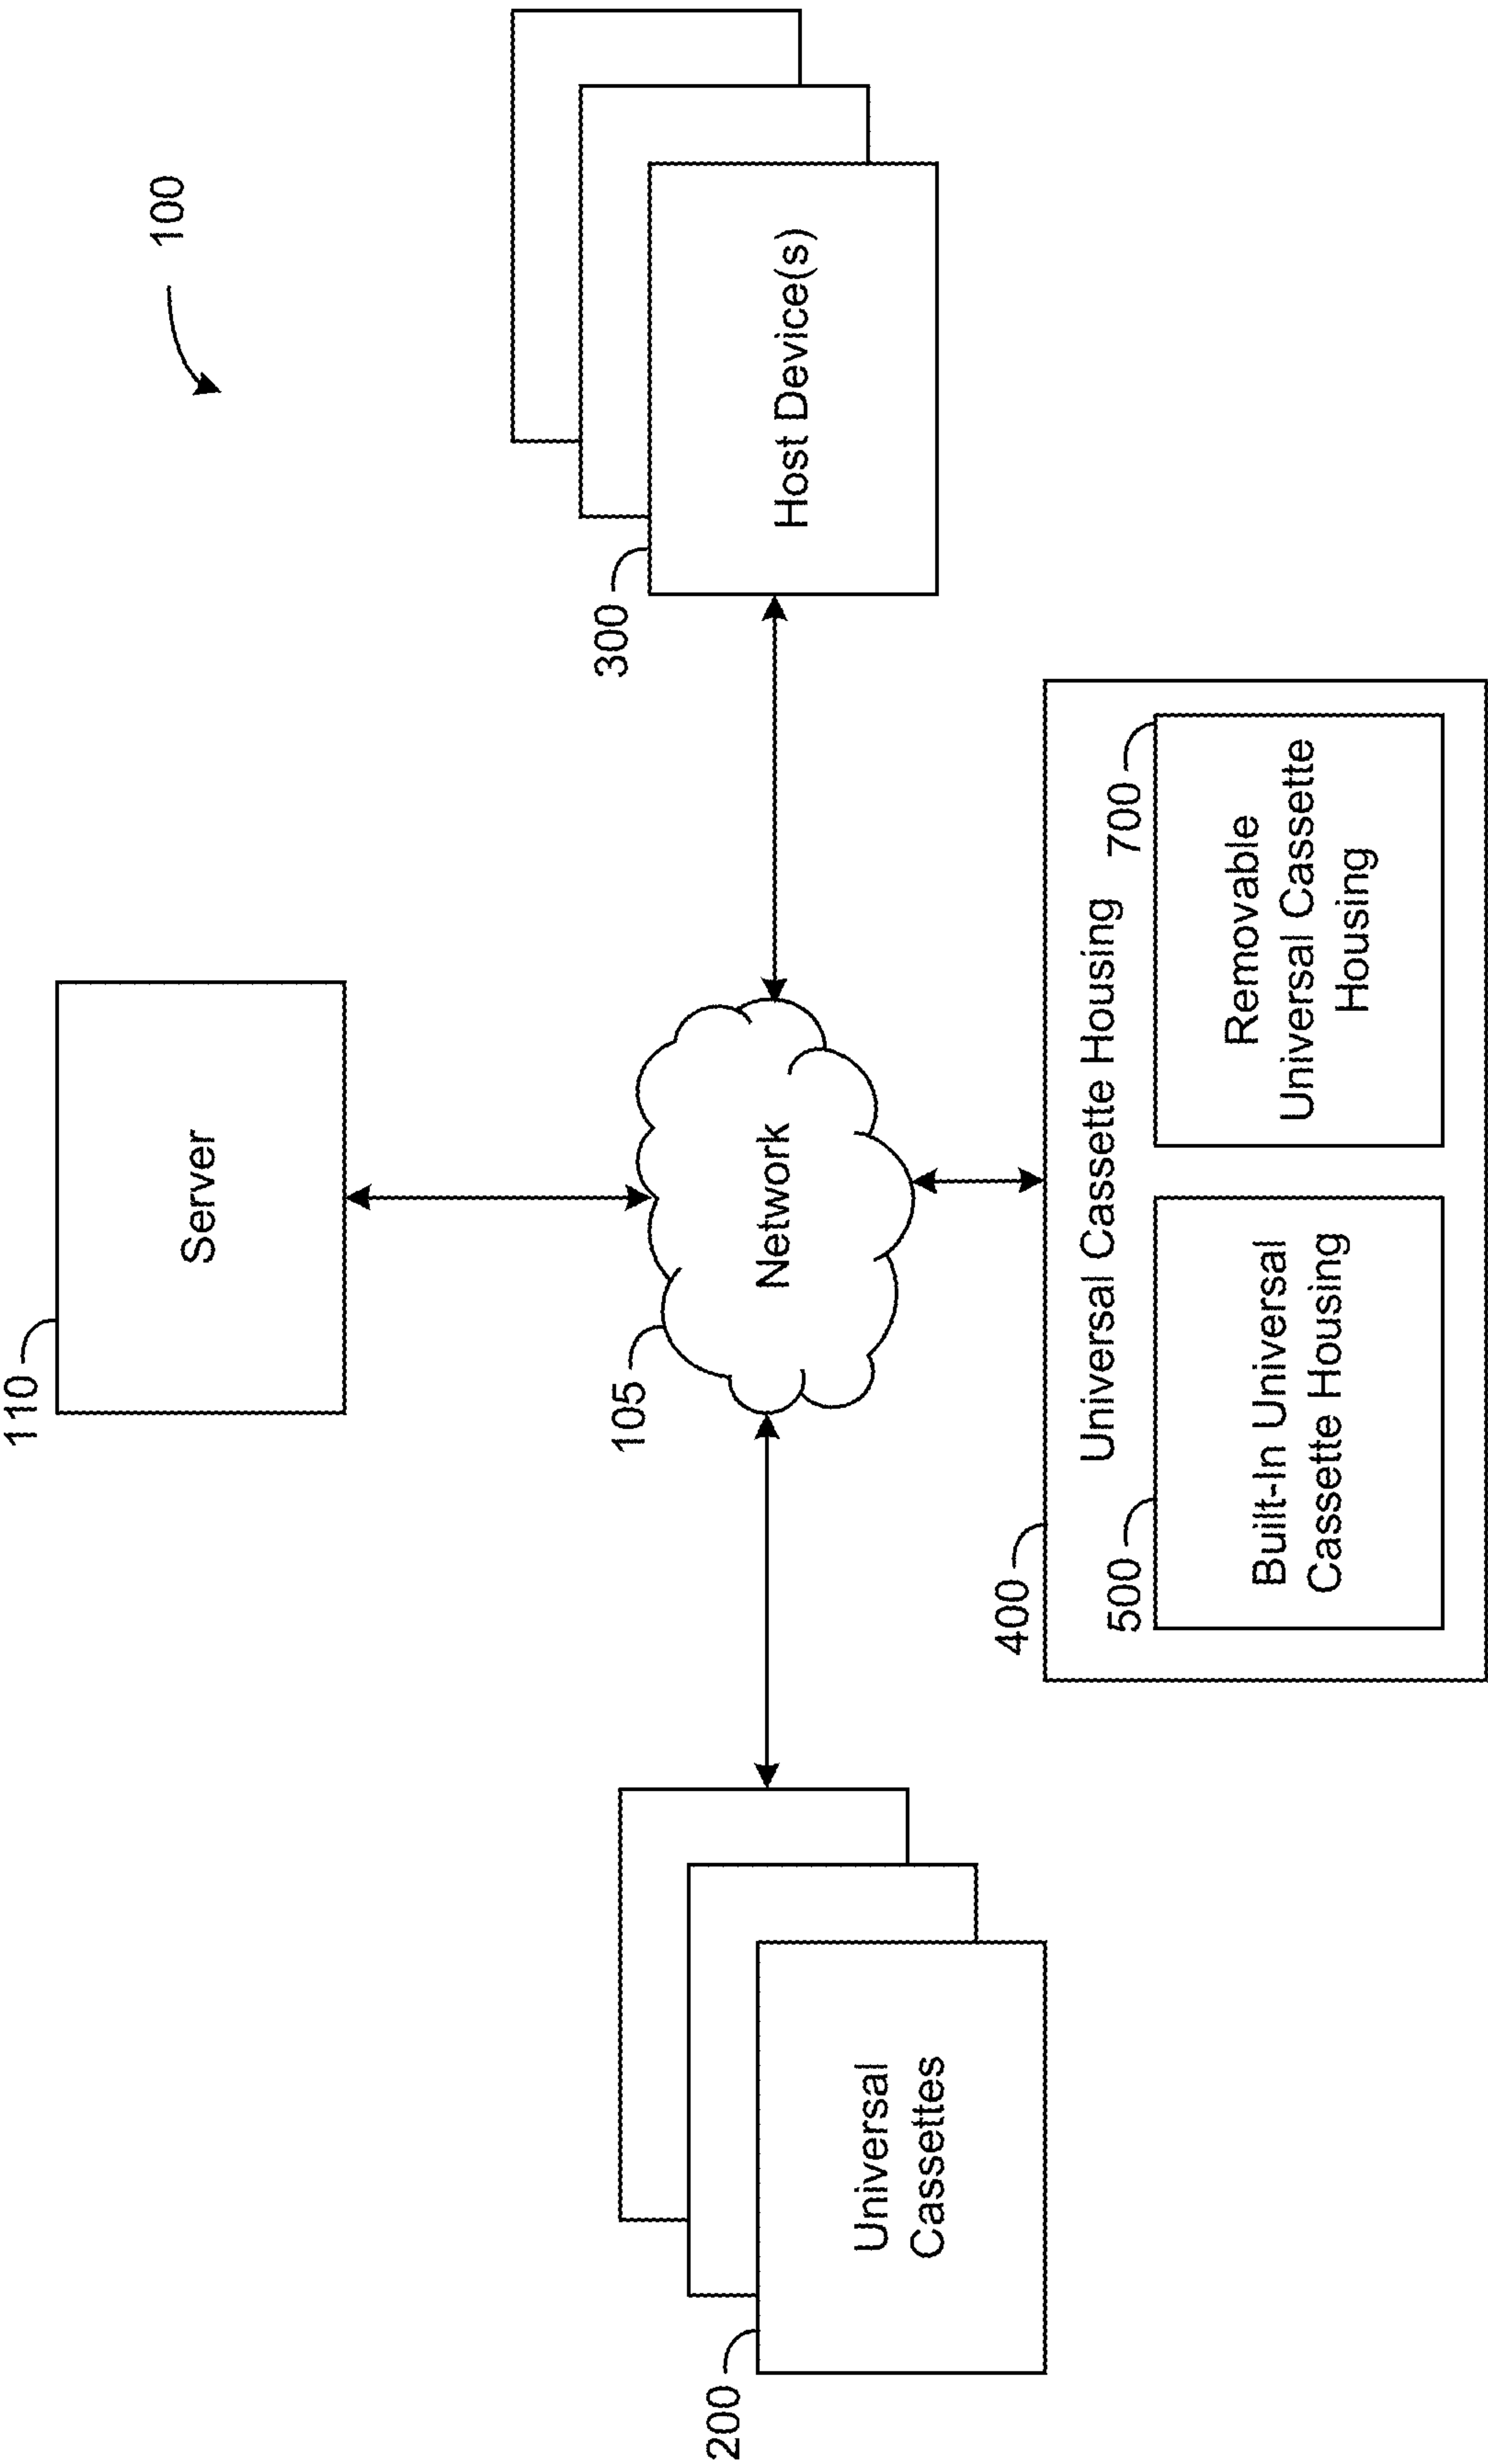 100
110
Server
105
Network
300
Host Device(s)
200
Universal
Cassettes
400
Universal Cassette Housing
500
Built-In Universal
Cassette Housing
700
Removable
Universal Cassette
Housing